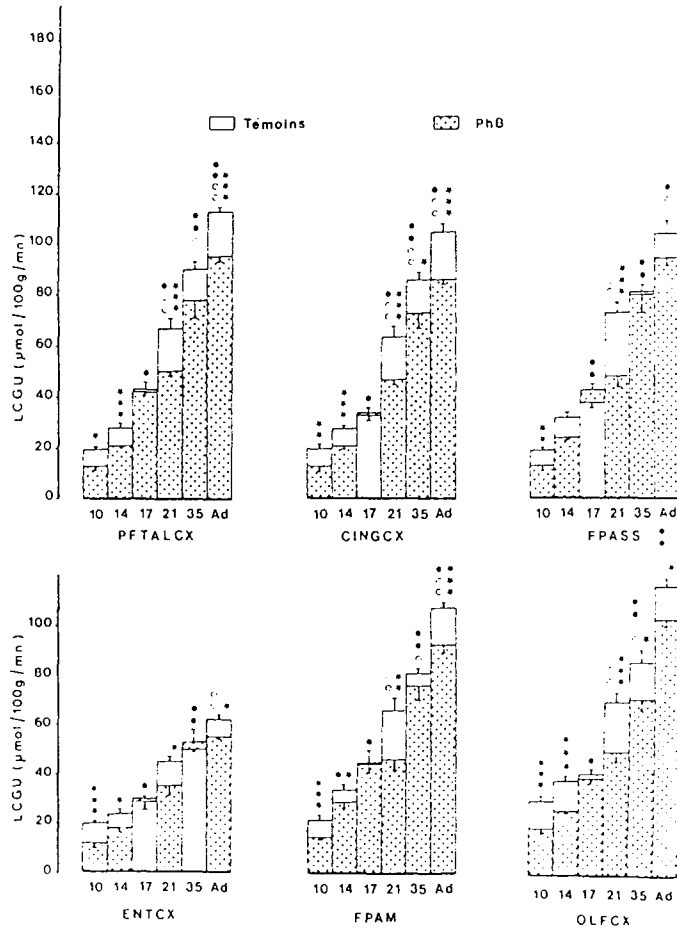 180
160
140
120
100
80
60
40
20
0
LCGU (µmol/100g/mn)
Témoins
PhB
10 14 17 21 35 Ad
PFTALCX
10 14 17 21 35 Ad
CINGCX
10 14 17 21 35 Ad
FPASS
100
80
60
40
20
0
LCGU (µmol/100g/mn)
10 14 17 21 35 Ad
ENTCX
10 14 17 21 35 Ad
FPAM
10 14 17 21 35 Ad
OLFCX